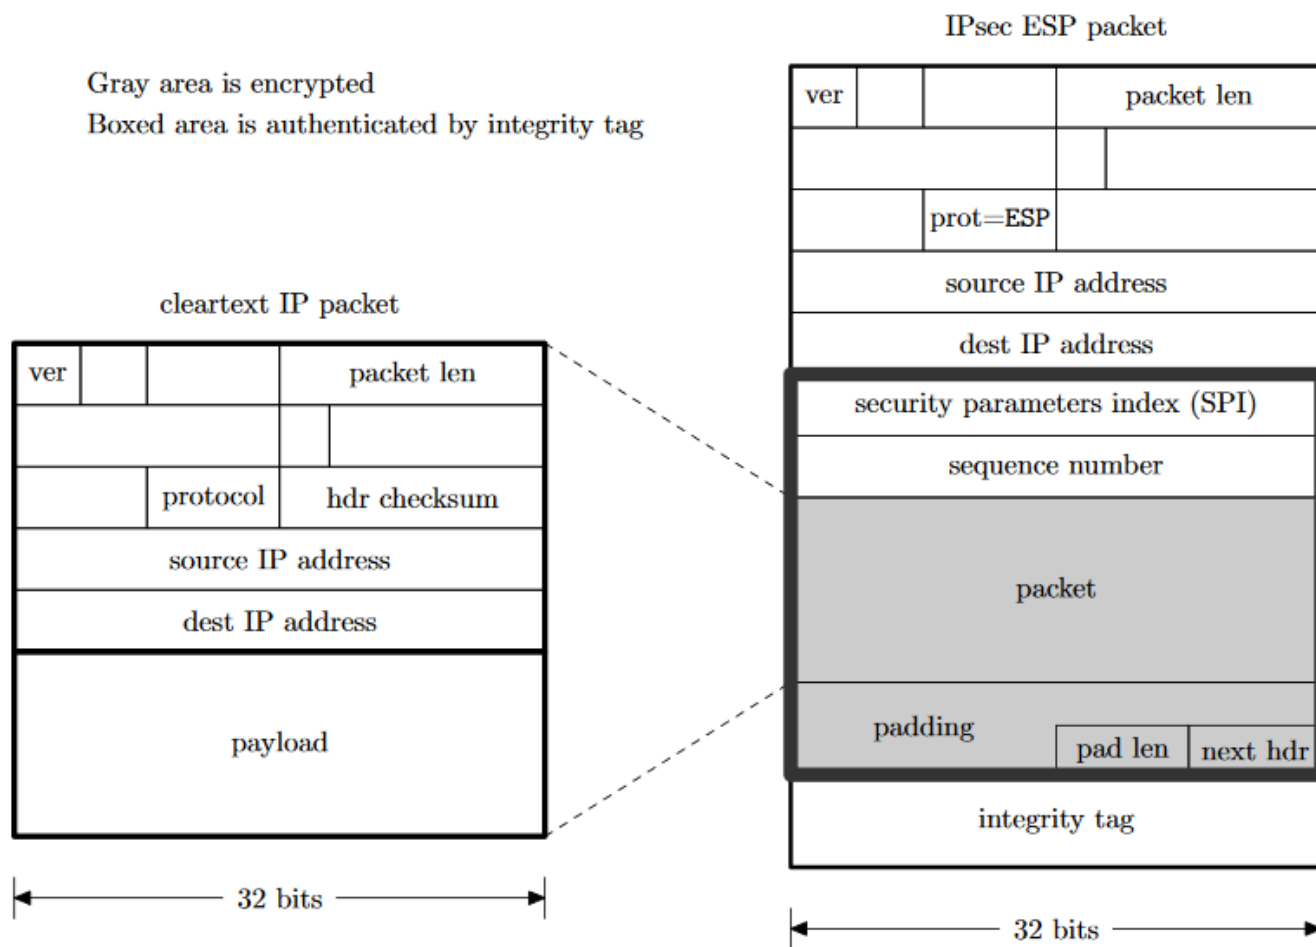 IPsec ESP packet
Gray area is encrypted
Boxed area is authenticated by integrity tag
ver packet len
prot=ESP
source IP address
dest IP address
security parameters index (SPI)
sequence number
packet
padding
pad len next hdr
integrity tag
32 bits
cleartext IP packet
ver packet len
protocol hdr checksum
source IP address
dest IP address
payload
32 bits